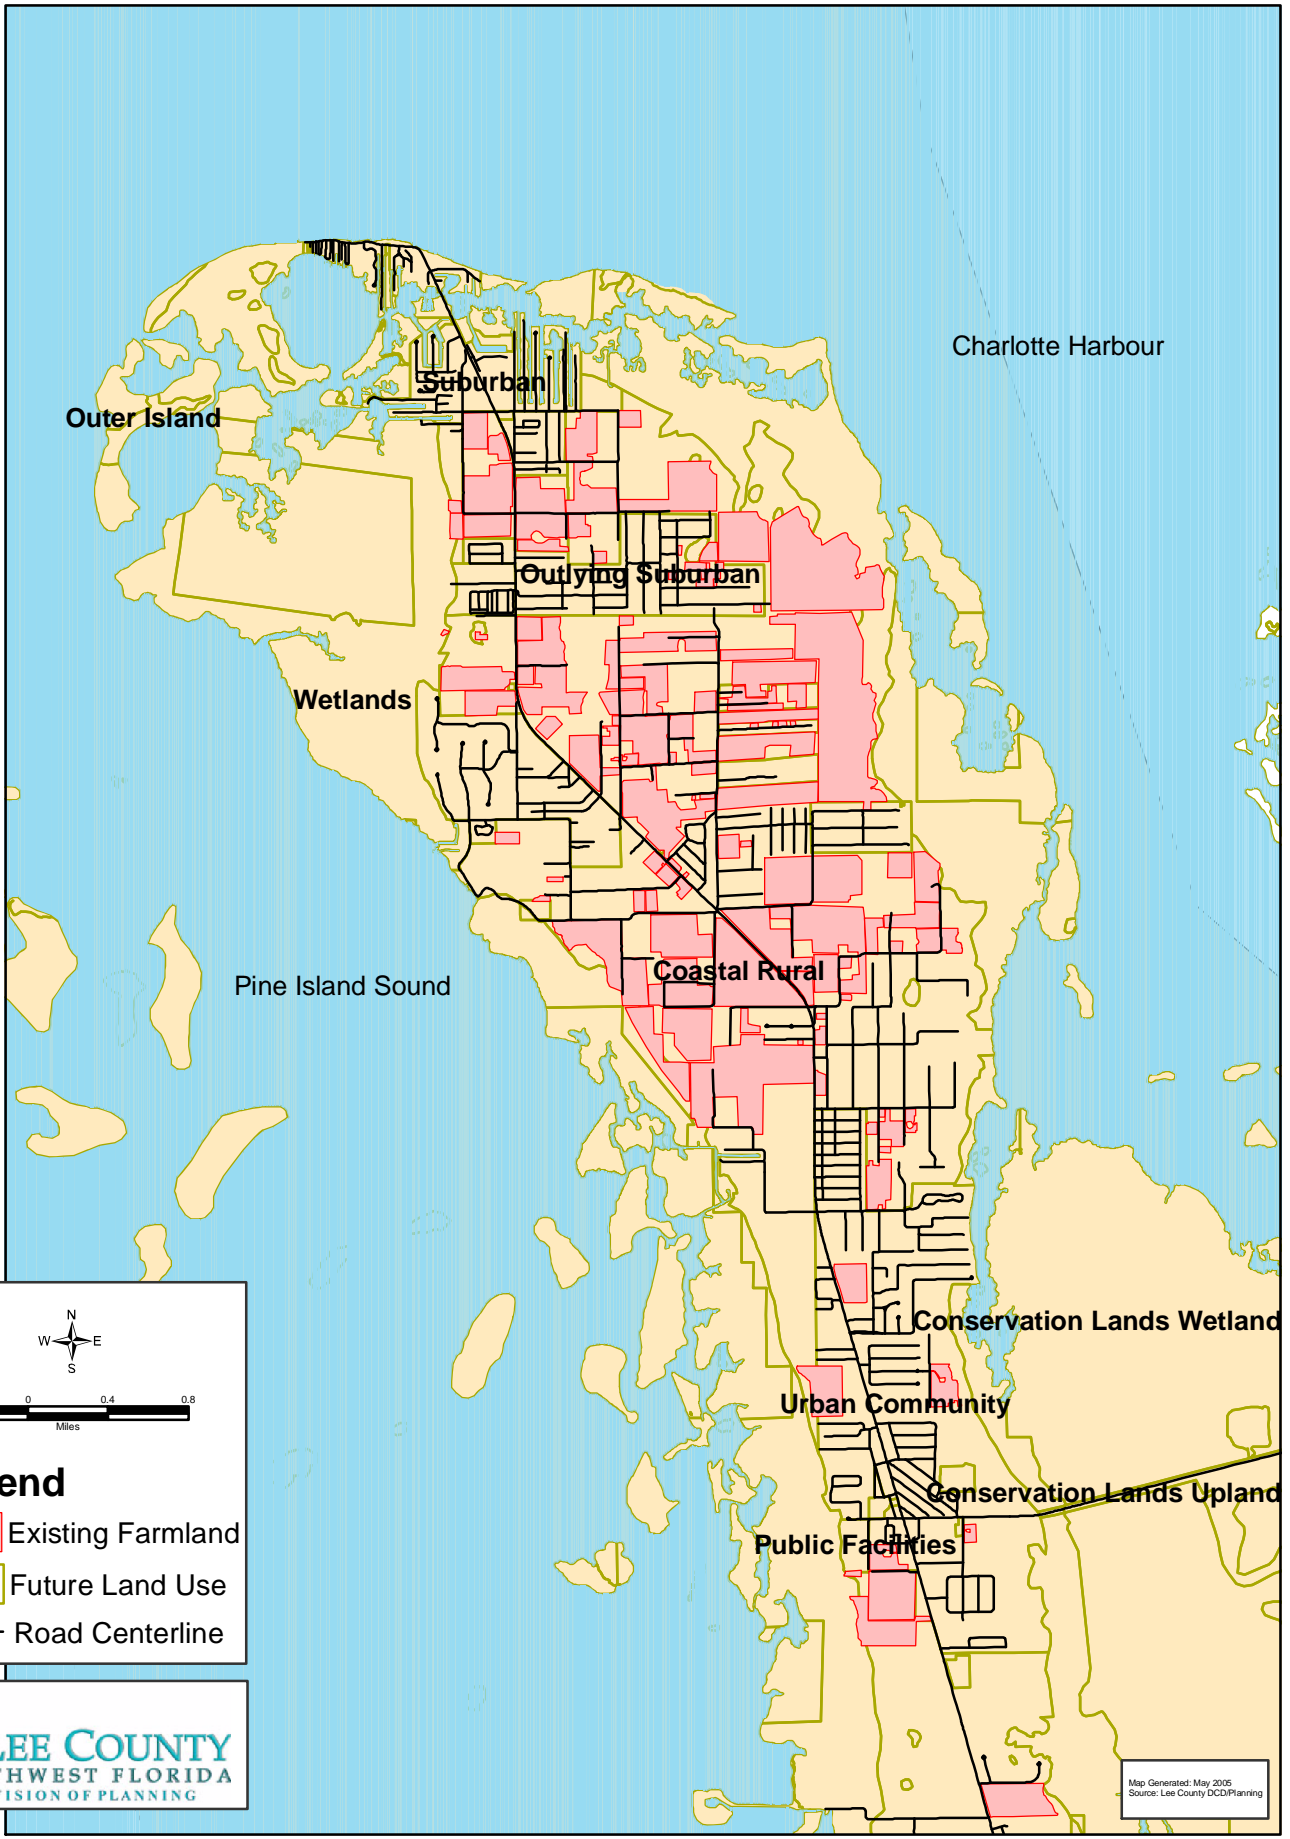 Charlotte Harbour
Suburban
Outer Island
Outlying Suburban
Wetlands
Coastal Rural
Pine Island Sound
Conservation Lands Wetland
Urban Community
Conservation Lands Upland
Public Facilities
N
W E
S
0 0.4 0.8
Miles
end
Existing Farmland
Future Land Use
Road Centerline
LEE COUNTY
THWEST FLORIDA
VISION OF PLANNING
Map Generated: May 2005
Source: Lee County DCD/Planning